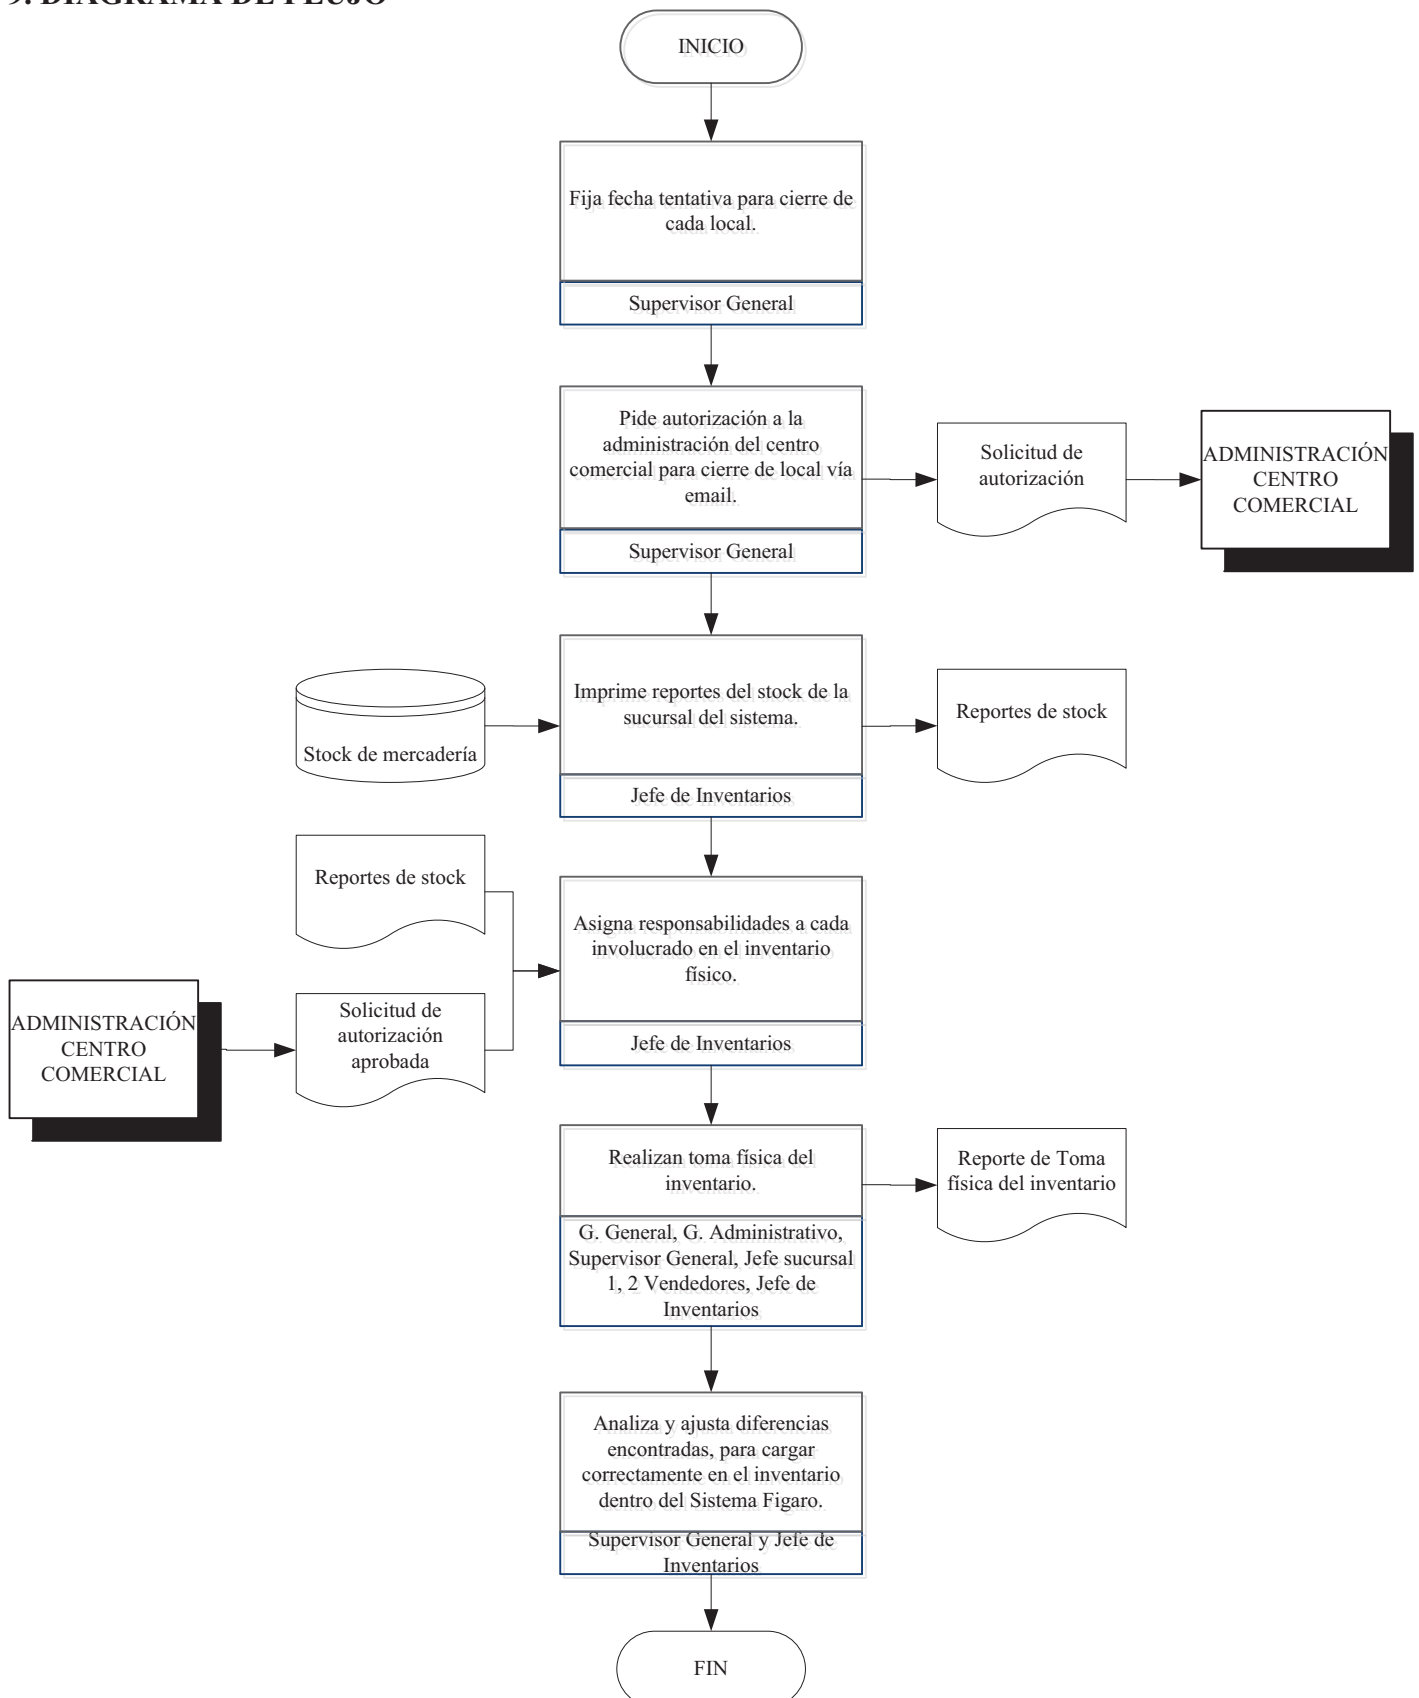 9. DIAGRAMA DE FLUJO
INICIO
Fija fecha tentativa para cierre de
cada local.
Supervisor General
Pide autorización a la
administración del centro
comercial para cierre de local vía
email.
Supervisor General
Solicitud de
autorización
ADMINISTRACIÓN
CENTRO
COMERCIAL
Stock de mercadería
Imprime reportes del stock de la
sucursal del sistema.
Jefe de Inventarios
Reportes de stock
Reportes de stock
Asigna responsabilidades a cada
involucrado en el inventario
físico.
Jefe de Inventarios
ADMINISTRACIÓN
CENTRO
COMERCIAL
Solicitud de
autorización
aprobada
Realizan toma física del
inventario.
G. General, G. Administrativo,
Supervisor General, Jefe sucursal
1, 2 Vendedores, Jefe de
Inventarios
Reporte de Toma
física del inventario
Analiza y ajusta diferencias
encontradas, para cargar
correctamente en el inventario
dentro del Sistema Figaro.
Supervisor General y Jefe de
Inventarios
FIN